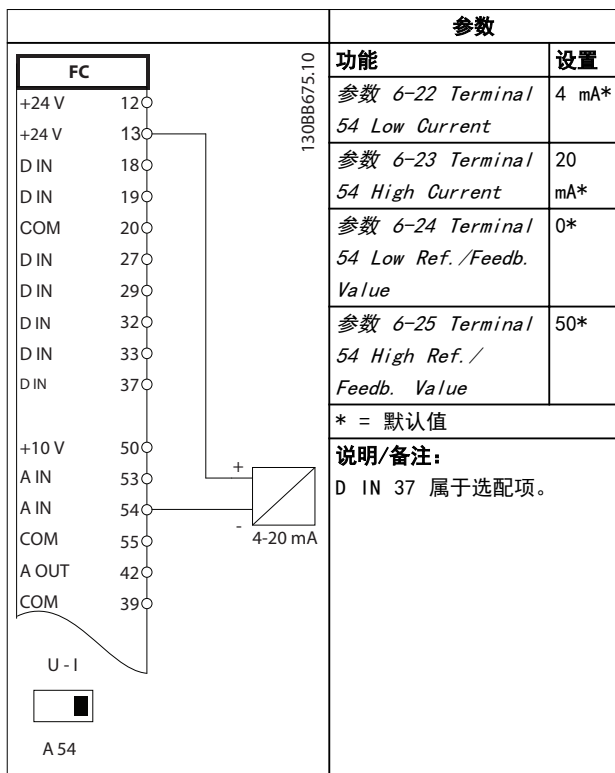 参数
FC
130BB675.10
+24 V 12
+24 V 13
D IN 18
D IN 19
COM 20
D IN 27
D IN 29
D IN 32
D IN 33
D IN 37
+10 V 50
A IN 53
A IN 54
COM 55
A OUT 42
COM 39
+
-
4-20 mA
U - I
A 54
功能 设置
参数 6-22 Terminal 4 mA*
54 Low Current
参数 6-23 Terminal 20
54 High Current mA*
参数 6-24 Terminal 0*
54 Low Ref./Feedb.
Value
参数 6-25 Terminal 50*
54 High Ref./
Feedb. Value
* = 默认值
说明/备注：
D IN 37 属于选配项。